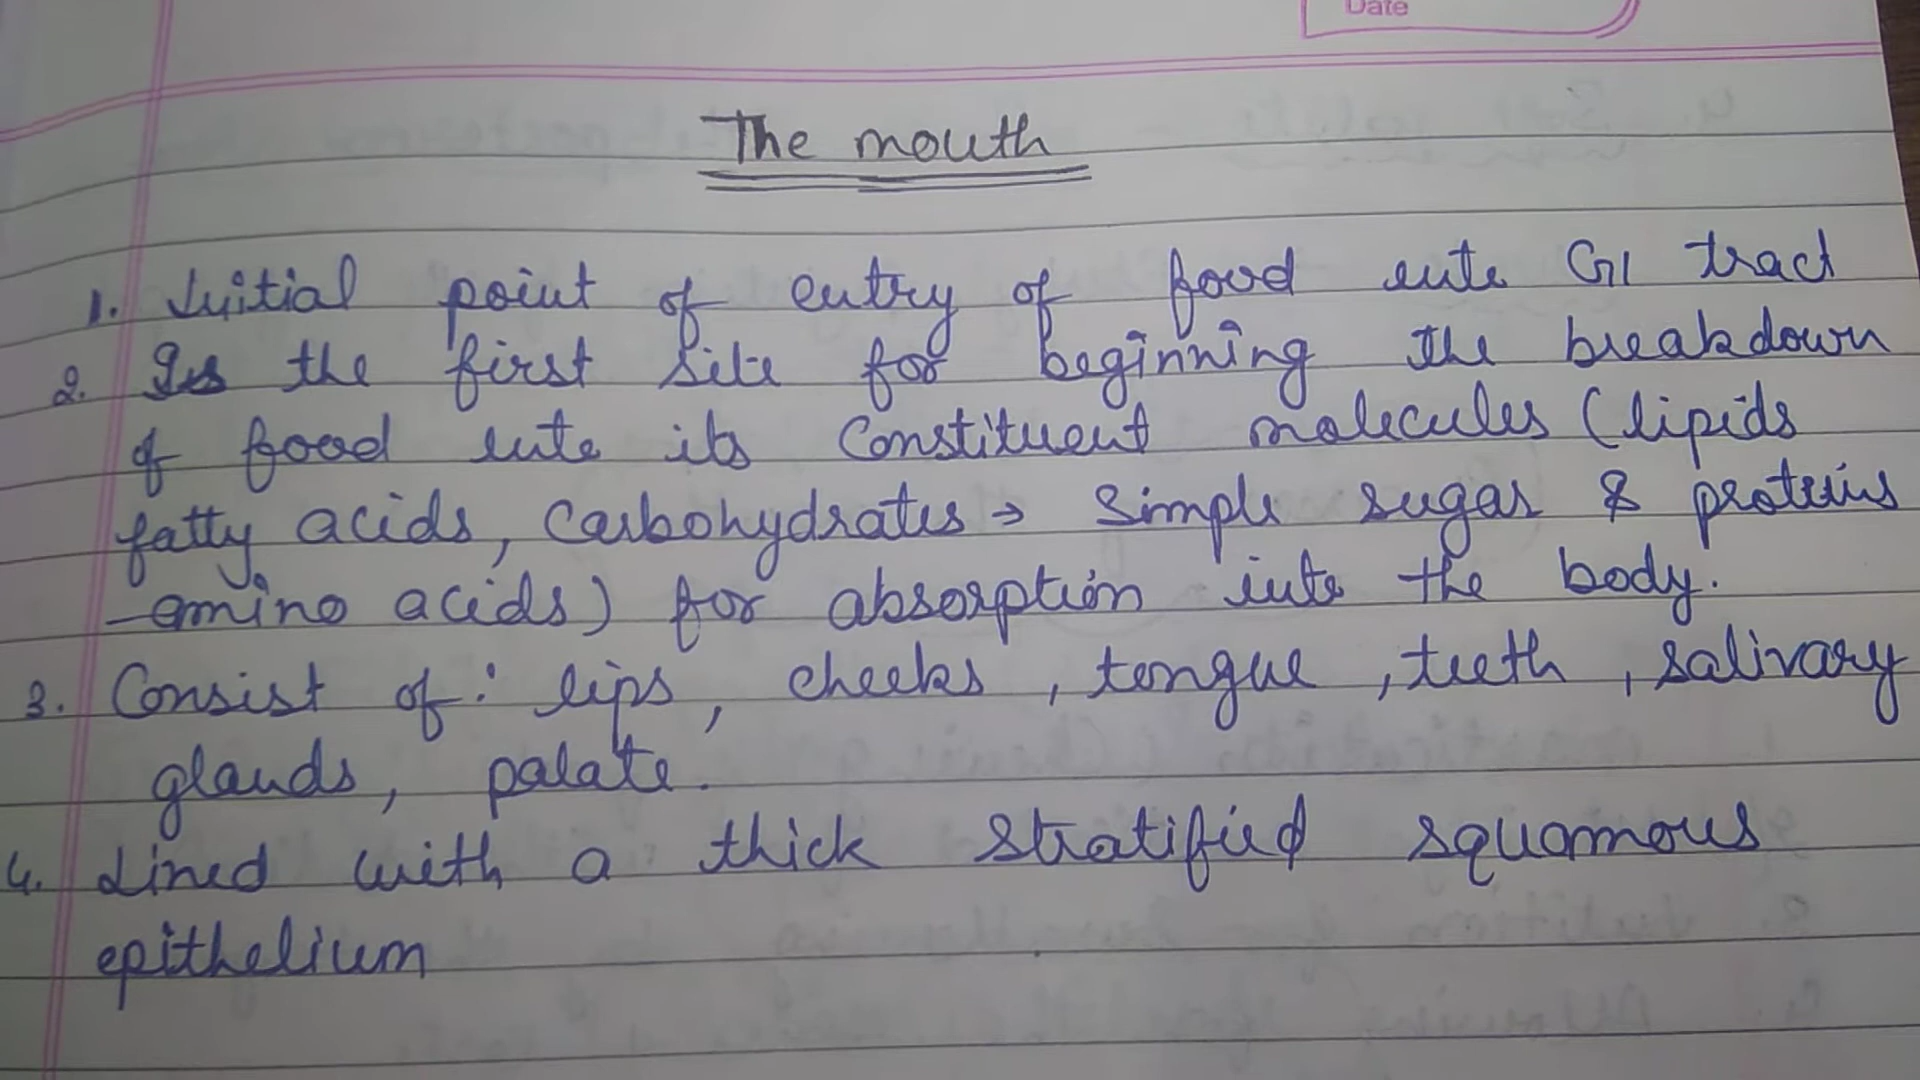 Date
The mouth
1. Initial point of entry of food into GI tract
2. Is the first site for beginning the breakdown
of food into its constituent molecules (lipids
fatty acids, carbohydrates → simple sugar & proteins
- amino acids) for absorption into the body.
3. Consist of: lips, cheeks, tongue, teeth, salivary
glands, palate.
4. Lined with a thick stratified squamous
epithelium